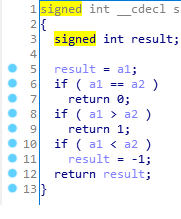 1 signed int __cdecl s
2 {
3 signed int result;
4
5 result = a1;
6 if ( a1 == a2 )
7 return 0;
8 if ( a1 > a2 )
9 return 1;
10 if ( a1 < a2 )
11 result = -1;
12 return result;
13 }